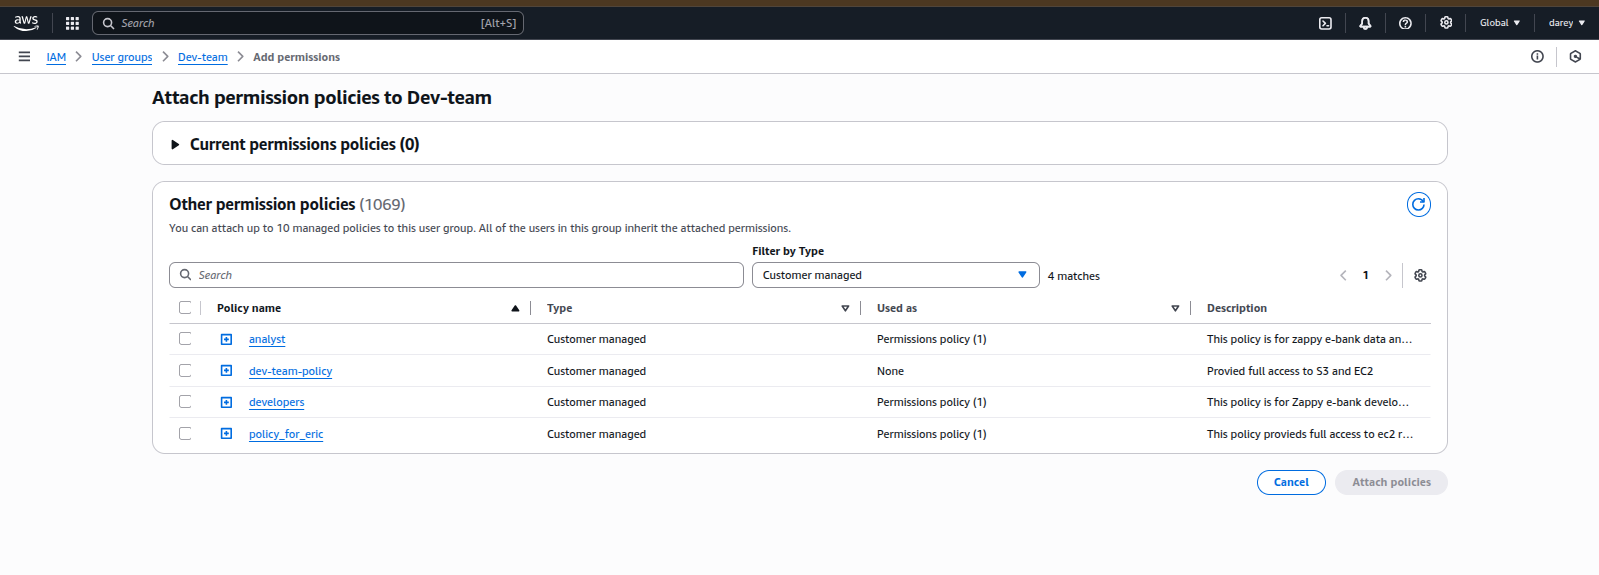 aws Search [Alt+S] Global darey
IAM User groups Dev-team Add permissions
Attach permission policies to Dev-team
Current permissions policies (0)
Other permission policies (1069)
You can attach up to 10 managed policies to this user group. All of the users in this group inherit the attached permissions.
Filter by Type
Search Customer managed 4 matches 1
Policy name Type Used as Description
analyst Customer managed Permissions policy (1) This policy is for zappy e-bank data an...
dev-team-policy Customer managed None Provied full access to S3 and EC2
developers Customer managed Permissions policy (1) This policy is for Zappy e-bank develo...
policy_for_eric Customer managed Permissions policy (1) This policy provieds full access to ec2 r...
Cancel Attach policies